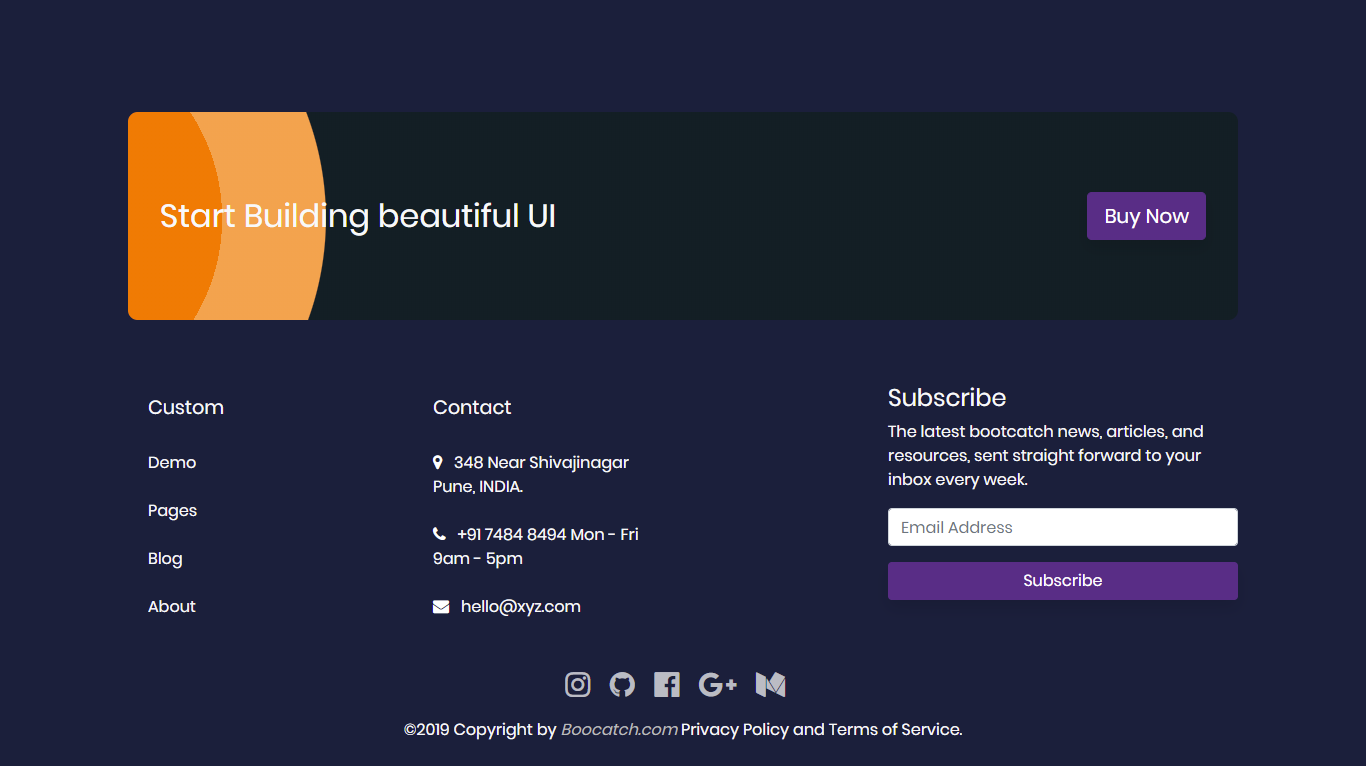 Start Building beautiful UI
Buy Now
Custom
Demo
Pages
Blog
About
Contact
348 Near Shivajinagar
Pune, INDIA.
+91 7484 8494 Mon - Fri
9am - 5pm
hello@xyz.com
Subscribe
The latest bootcatch news, articles, and
resources, sent straight forward to your
inbox every week.
Email Address
Subscribe
©2019 Copyright by Boocatch.com Privacy Policy and Terms of Service.